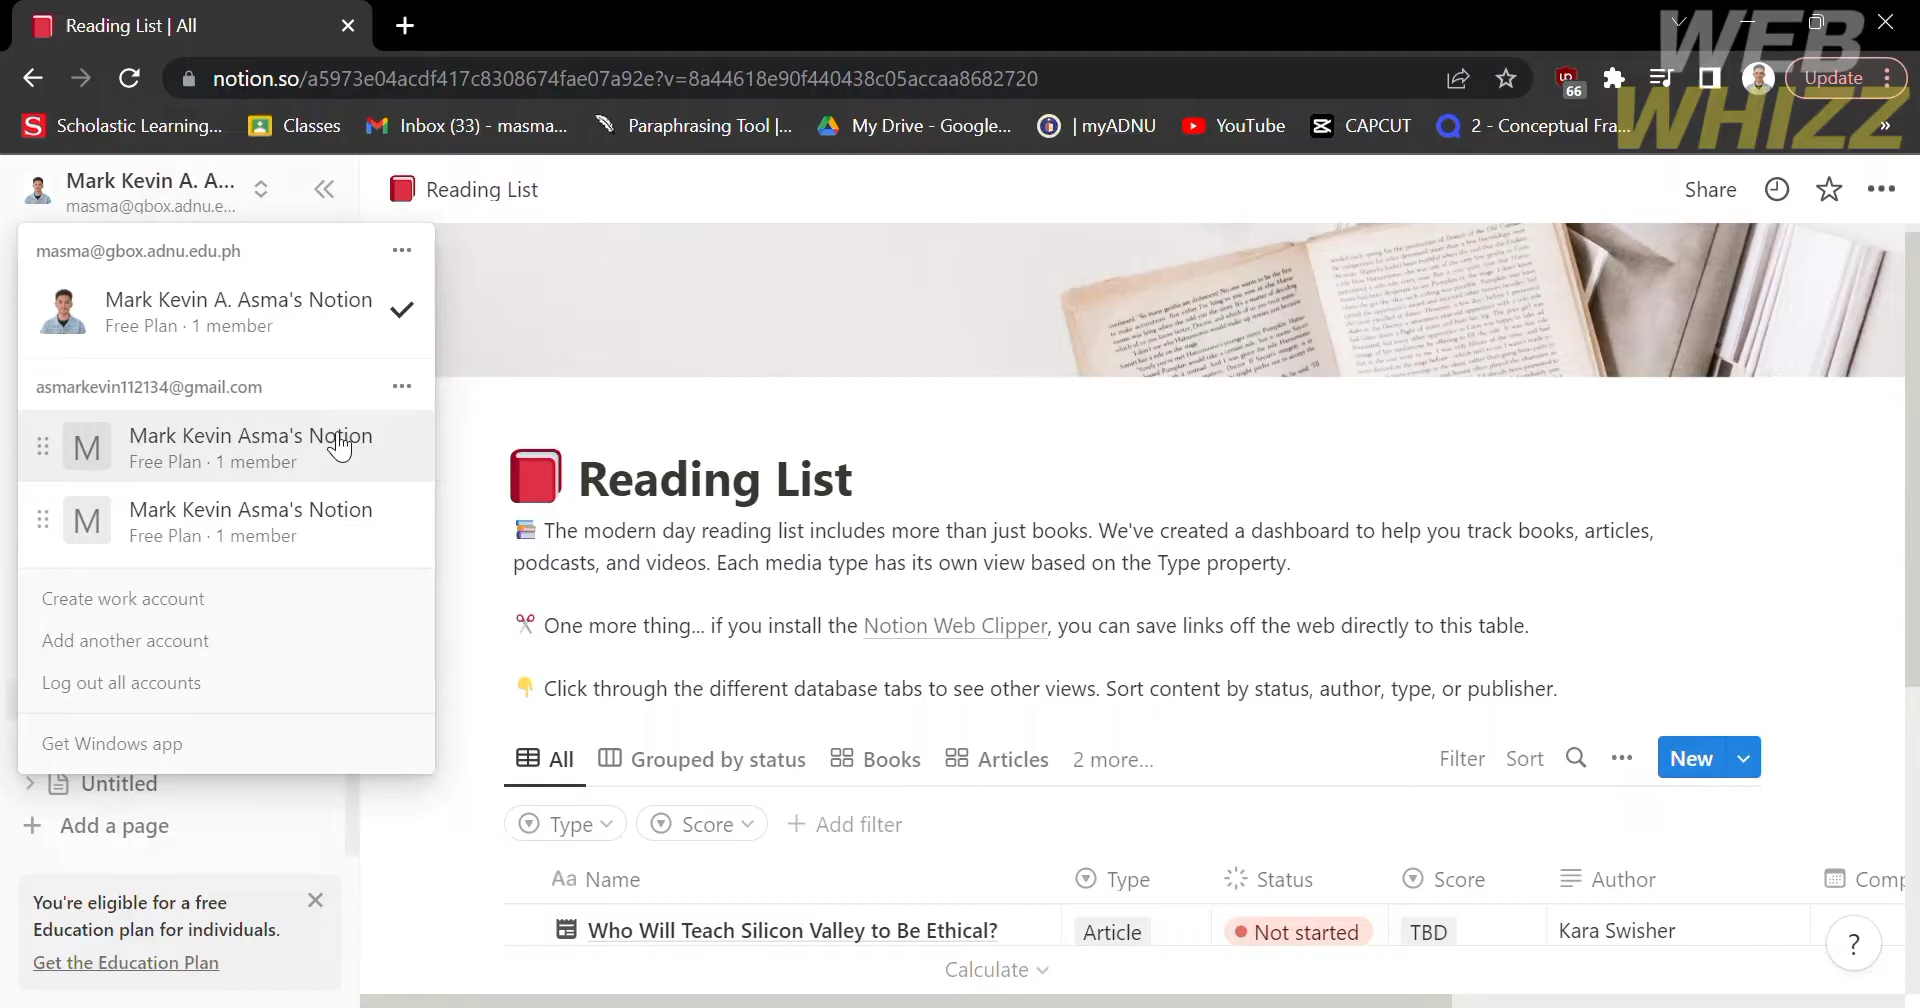 Reading List | All
WEB
WHIZZ
notion.so/a5973e04acdf417c8308674fae07a92e?v=8a44618e90f440438c05accaa8682720
66
Update
Scholastic Learning...
Classes
Inbox (33) - masma...
Paraphrasing Tool |...
My Drive - Google...
| myADNU
YouTube
CAPCUT
2 - Conceptual Fra...
Mark Kevin A. A...
masma@gbox.adnu.e...
Reading List
Share
masma@gbox.adnu.edu.ph
Mark Kevin A. Asma's Notion
Free Plan · 1 member
asmarkevin112134@gmail.com
M
Mark Kevin Asma's Notion
Free Plan · 1 member
M
Mark Kevin Asma's Notion
Free Plan · 1 member
Create work account
Add another account
Log out all accounts
Get Windows app
Untitled
+ Add a page
You're eligible for a free
Education plan for individuals.
Get the Education Plan
Reading List
The modern day reading list includes more than just books. We've created a dashboard to help you track books, articles,
podcasts, and videos. Each media type has its own view based on the Type property.
One more thing... if you install the Notion Web Clipper, you can save links off the web directly to this table.
Click through the different database tabs to see other views. Sort content by status, author, type, or publisher.
All
Grouped by status
Books
Articles
2 more...
Filter
Sort
New
Type
Score
+ Add filter
Aa Name
Type
Status
Score
Author
Comp
Who Will Teach Silicon Valley to Be Ethical?
Article
Not started
TBD
Kara Swisher
Calculate
?